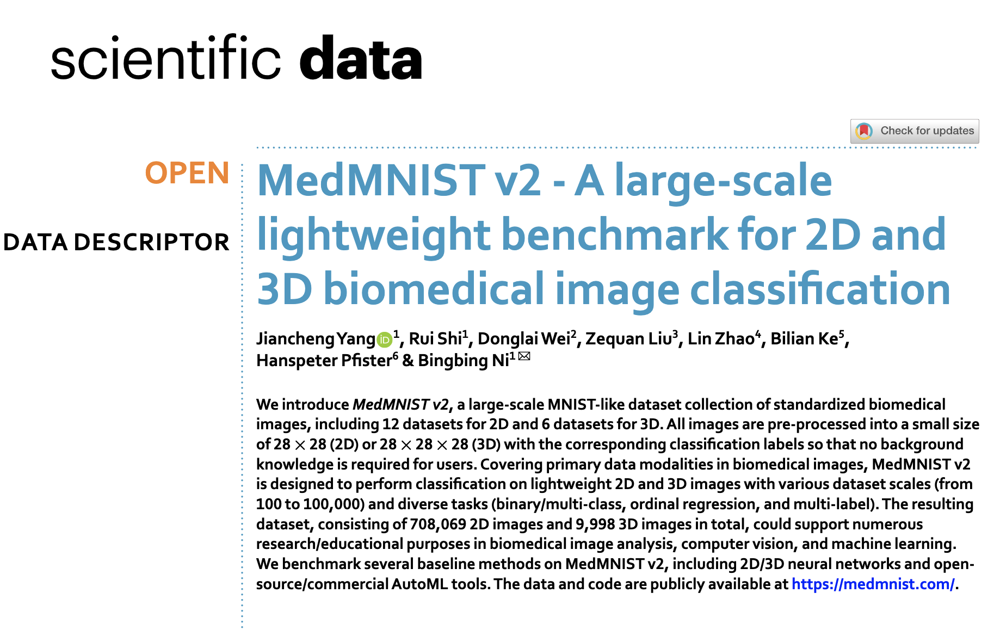 scientific data
Check for updates
OPEN
DATA DESCRIPTOR
MedMNIST v2 - A large-scale
lightweight benchmark for 2D and
3D biomedical image classification
Jiancheng Yang iD 1, Rui Shi1, Donglai Wei2, Zequan Liu3, Lin Zhao4, Bilian Ke5,
Hanspeter Pfister6 & Bingbing Ni1 ✉
We introduce MedMNIST v2, a large-scale MNIST-like dataset collection of standardized biomedical
images, including 12 datasets for 2D and 6 datasets for 3D. All images are pre-processed into a small size
of 28 × 28 (2D) or 28 × 28 × 28 (3D) with the corresponding classification labels so that no background
knowledge is required for users. Covering primary data modalities in biomedical images, MedMNIST v2
is designed to perform classification on lightweight 2D and 3D images with various dataset scales (from
100 to 100,000) and diverse tasks (binary/multi-class, ordinal regression, and multi-label). The resulting
dataset, consisting of 708,069 2D images and 9,998 3D images in total, could support numerous
research/educational purposes in biomedical image analysis, computer vision, and machine learning.
We benchmark several baseline methods on MedMNIST v2, including 2D/3D neural networks and open-
source/commercial AutoML tools. The data and code are publicly available at https://medmnist.com/.